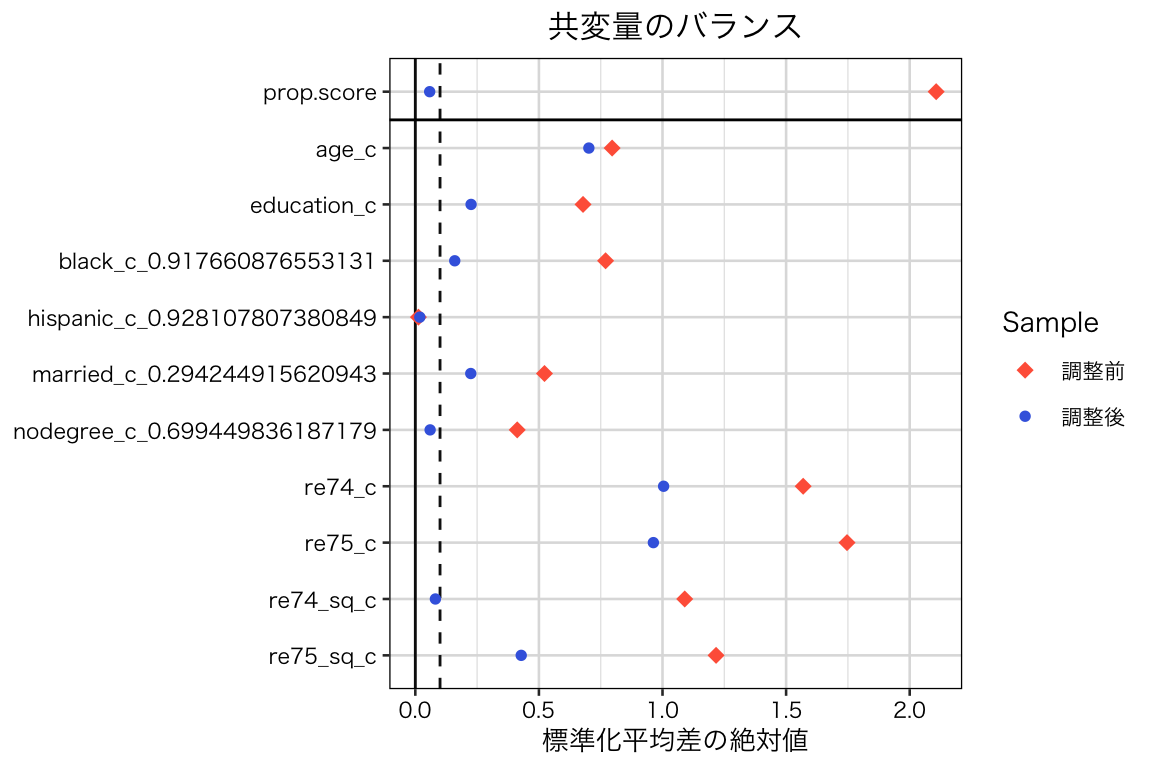 共変量のバランス
prop.score
age_c
education_c
black_c_0.917660876553131
hispanic_c_0.928107807380849
married_c_0.294244915620943
nodegree_c_0.699449836187179
re74_c
re75_c
re74_sq_c
re75_sq_c
0.0 0.5 1.0 1.5 2.0
標準化平均差の絶対値
Sample
調整前
調整後